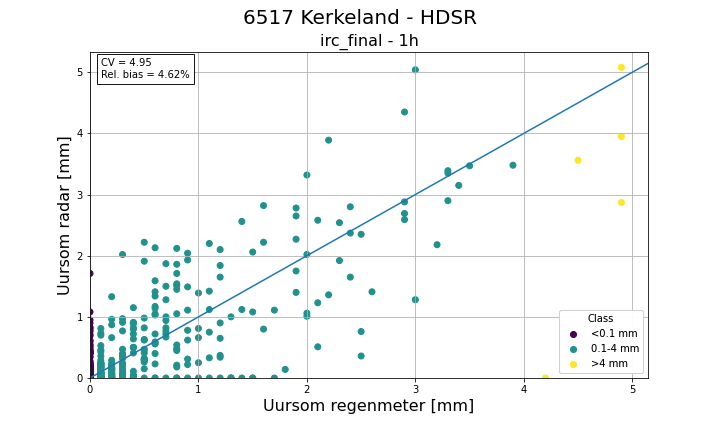 6517 Kerkeland - HDSR
irc_final - 1h
CV = 4.95
Rel. bias = 4.62%
Uursom radar [mm]
5
4
3
2
1
0
0 1 2 3 4 5
Uursom regenmeter [mm]
Class
<0.1 mm
0.1-4 mm
>4 mm